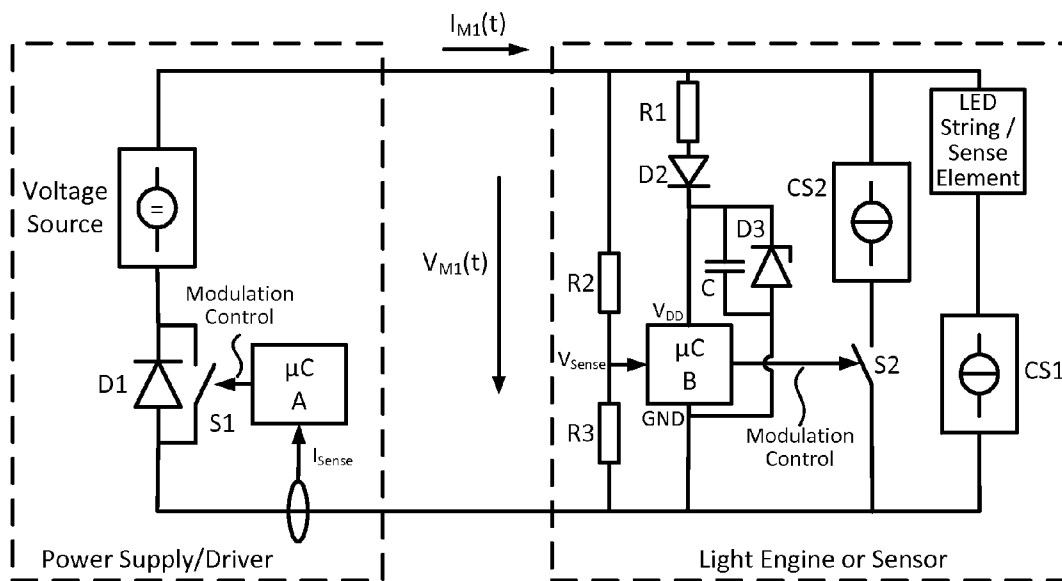 I_M1(t)
Voltage
Source
=
Modulation
Control
D1
S1
µC
A
I_Sense
Power Supply/Driver
V_M1(t)
R1
D2
R2
C
D3
V_DD
V_Sense
µC
B
GND
R3
Modulation
Control
S2
CS2
LED
String /
Sense
Element
CS1
Light Engine or Sensor